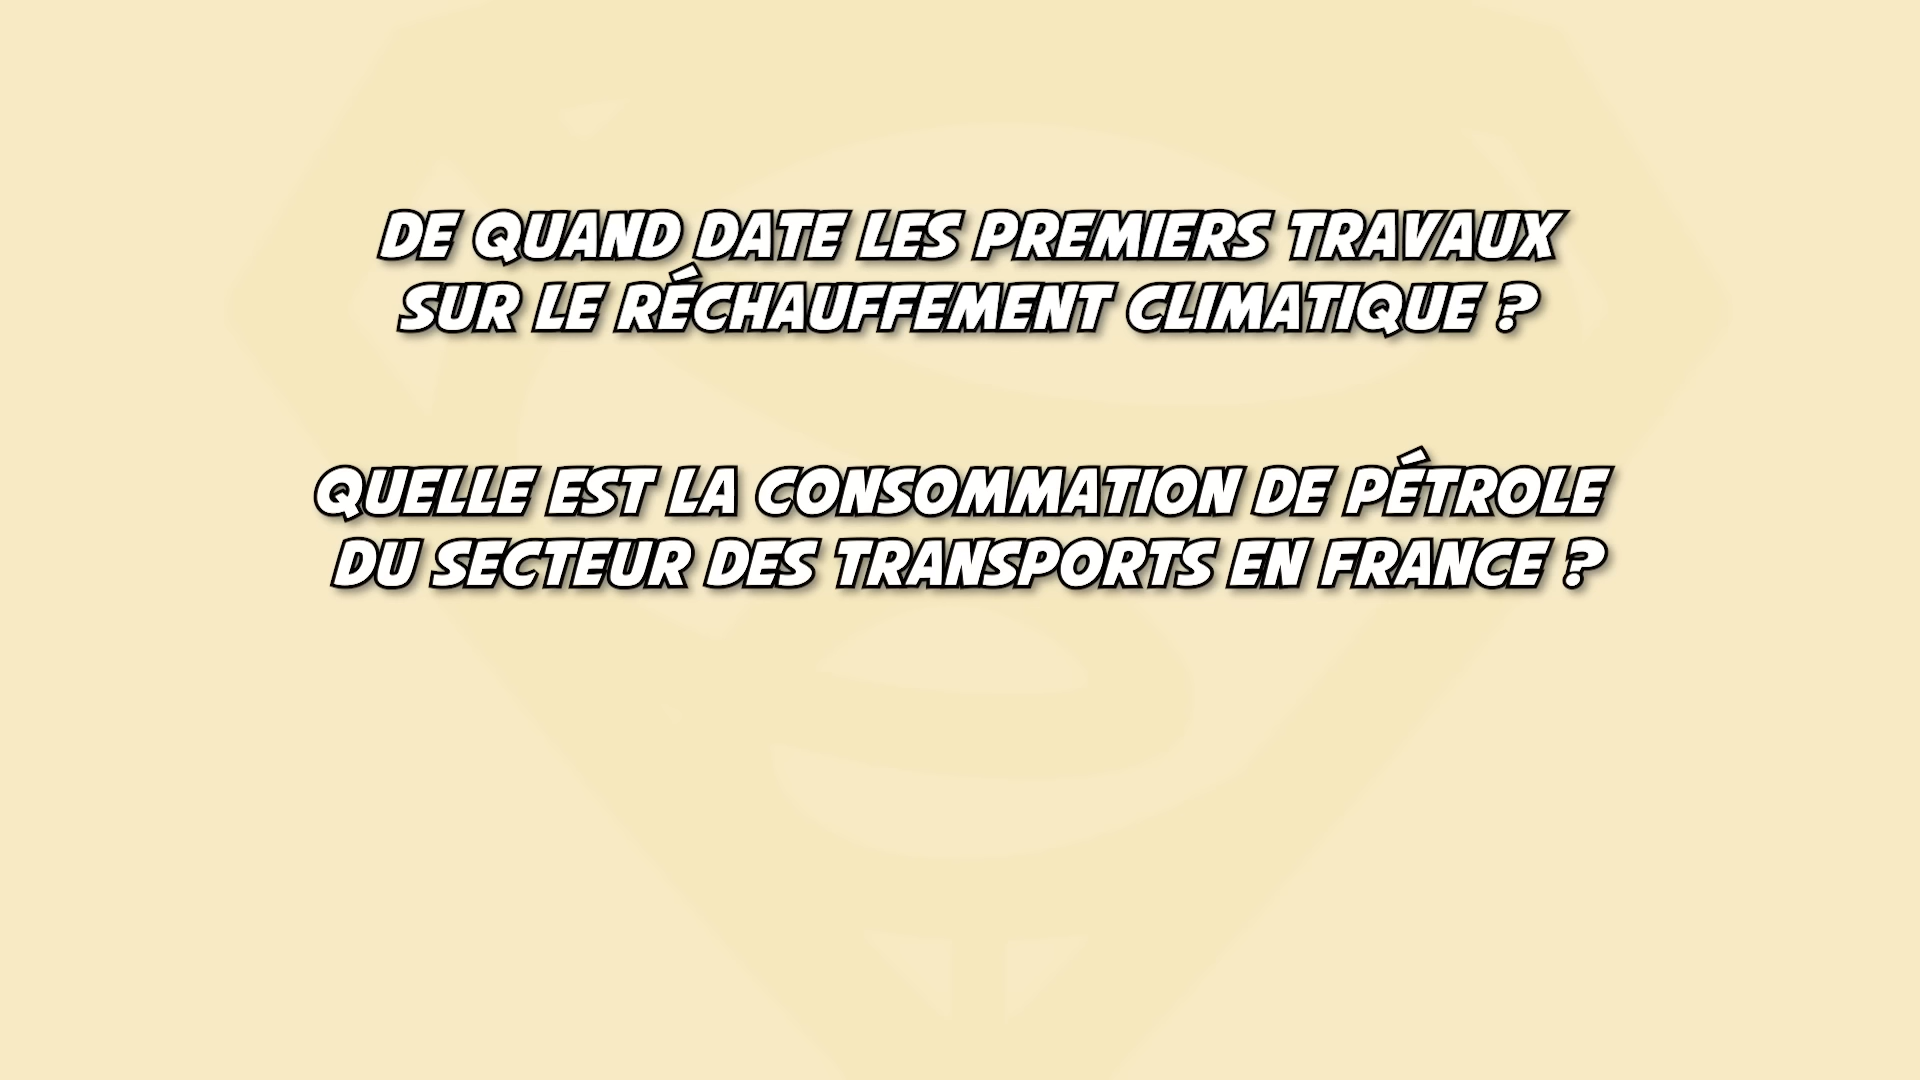 DE QUAND DATE LES PREMIERS TRAVAUX
SUR LE RÉCHAUFFEMENT CLIMATIQUE ?
QUELLE EST LA CONSOMMATION DE PÉTROLE
DU SECTEUR DES TRANSPORTS EN FRANCE ?